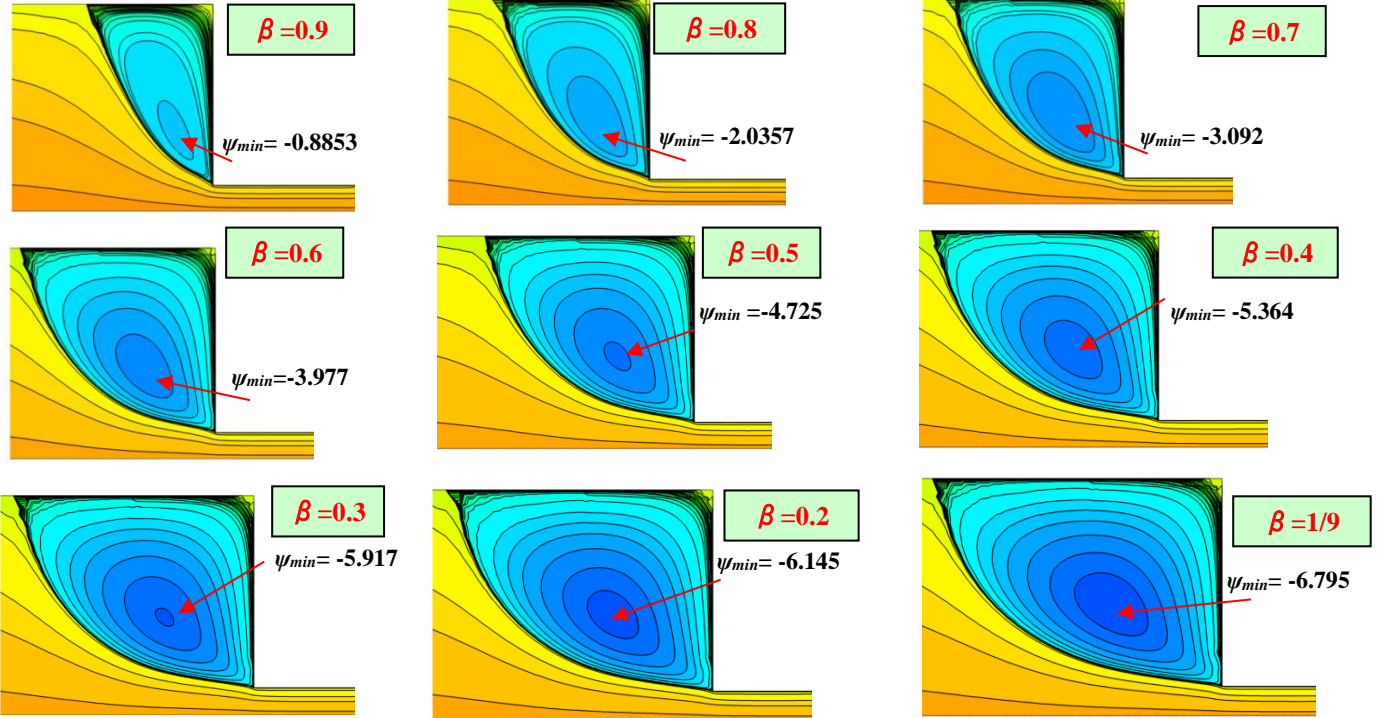 β =0.9
ψmin= -0.8853
β =0.8
ψmin= -2.0357
β =0.7
ψmin= -3.092
β =0.6
ψmin=-3.977
β =0.5
ψmin =-4.725
β =0.4
ψmin= -5.364
β =0.3
ψmin= -5.917
β =0.2
ψmin= -6.145
β =1/9
ψmin= -6.795